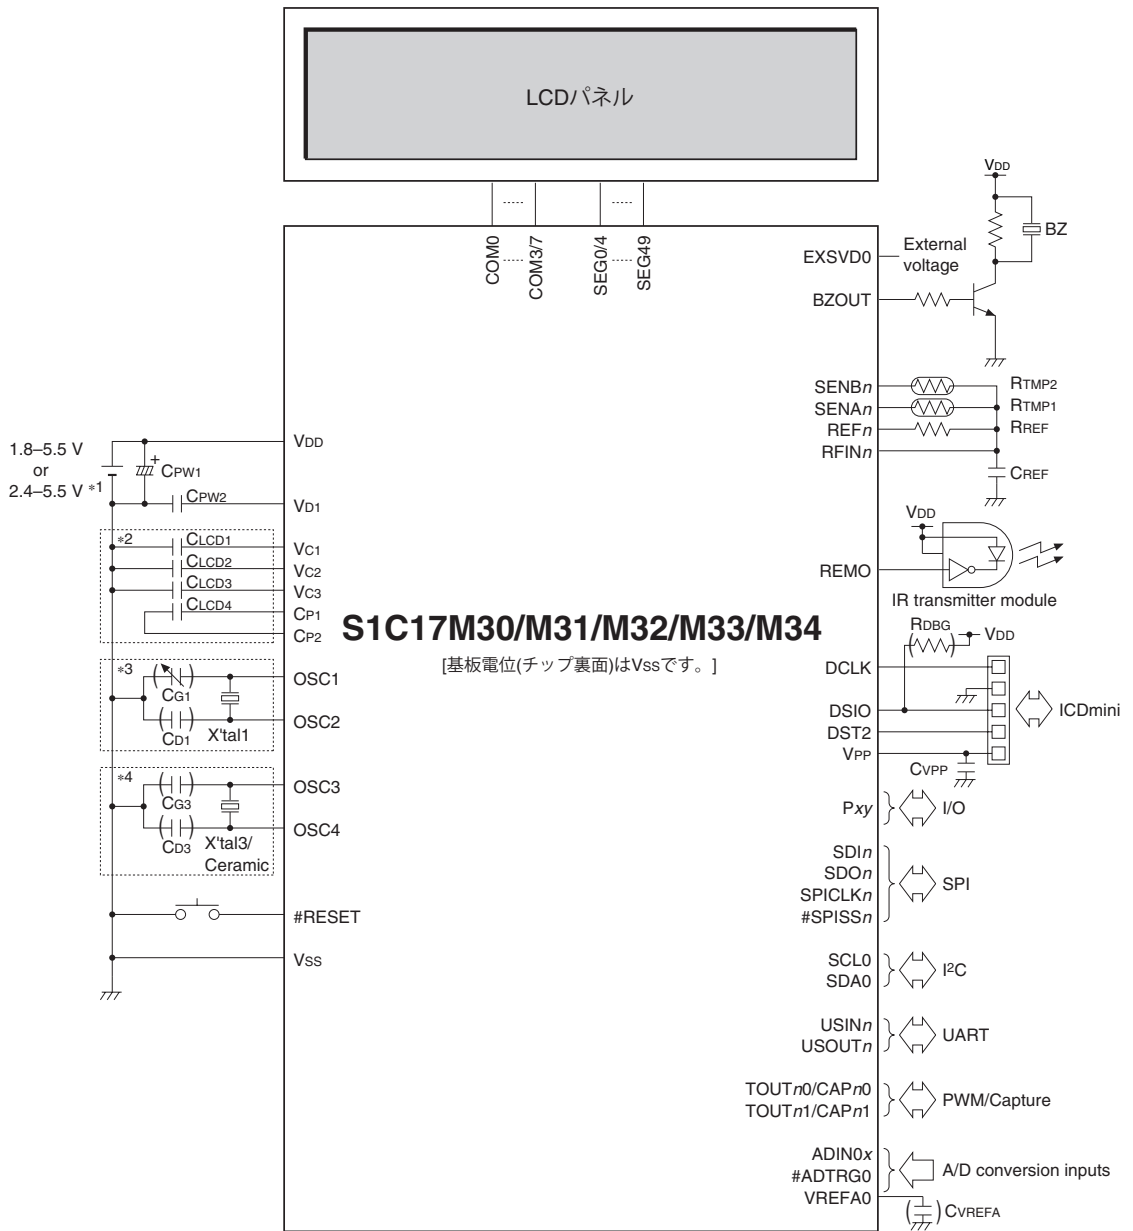 LCDパネル
COM0
COM3/7
SEG0/4
SEG49
VDD
BZ
EXSVD0
External
voltage
BZOUT
SENBn
RTMP2
SENAn
RTMP1
REFn
RREF
RFINn
CREF
1.8–5.5 V
or
2.4–5.5 V *1
+
CPW1
VDD
CPW2
VD1
*2
CLCD1
VC1
CLCD2
VC2
CLCD3
VC3
CLCD4
CP1
CP2
VDD
REMO
IR transmitter module
S1C17M30/M31/M32/M33/M34
[基板電位(チップ裏面)はVssです。]
RDBG
VDD
*3
CG1
OSC1
CD1
X'tal1
OSC2
DCLK
DSIO
ICDmini
DST2
VPP
CVPP
*4
CG3
OSC3
CD3
X'tal3/
Ceramic
OSC4
Pxy
I/O
SDIn
SDOn
SPICLKn
#SPISSn
SPI
#RESET
VSS
SCL0
SDA0
I²C
USINn
USOUTn
UART
TOUTn0/CAPn0
TOUTn1/CAPn1
PWM/Capture
ADIN0x
#ADTRG0
A/D conversion inputs
VREFA0
CVREFA